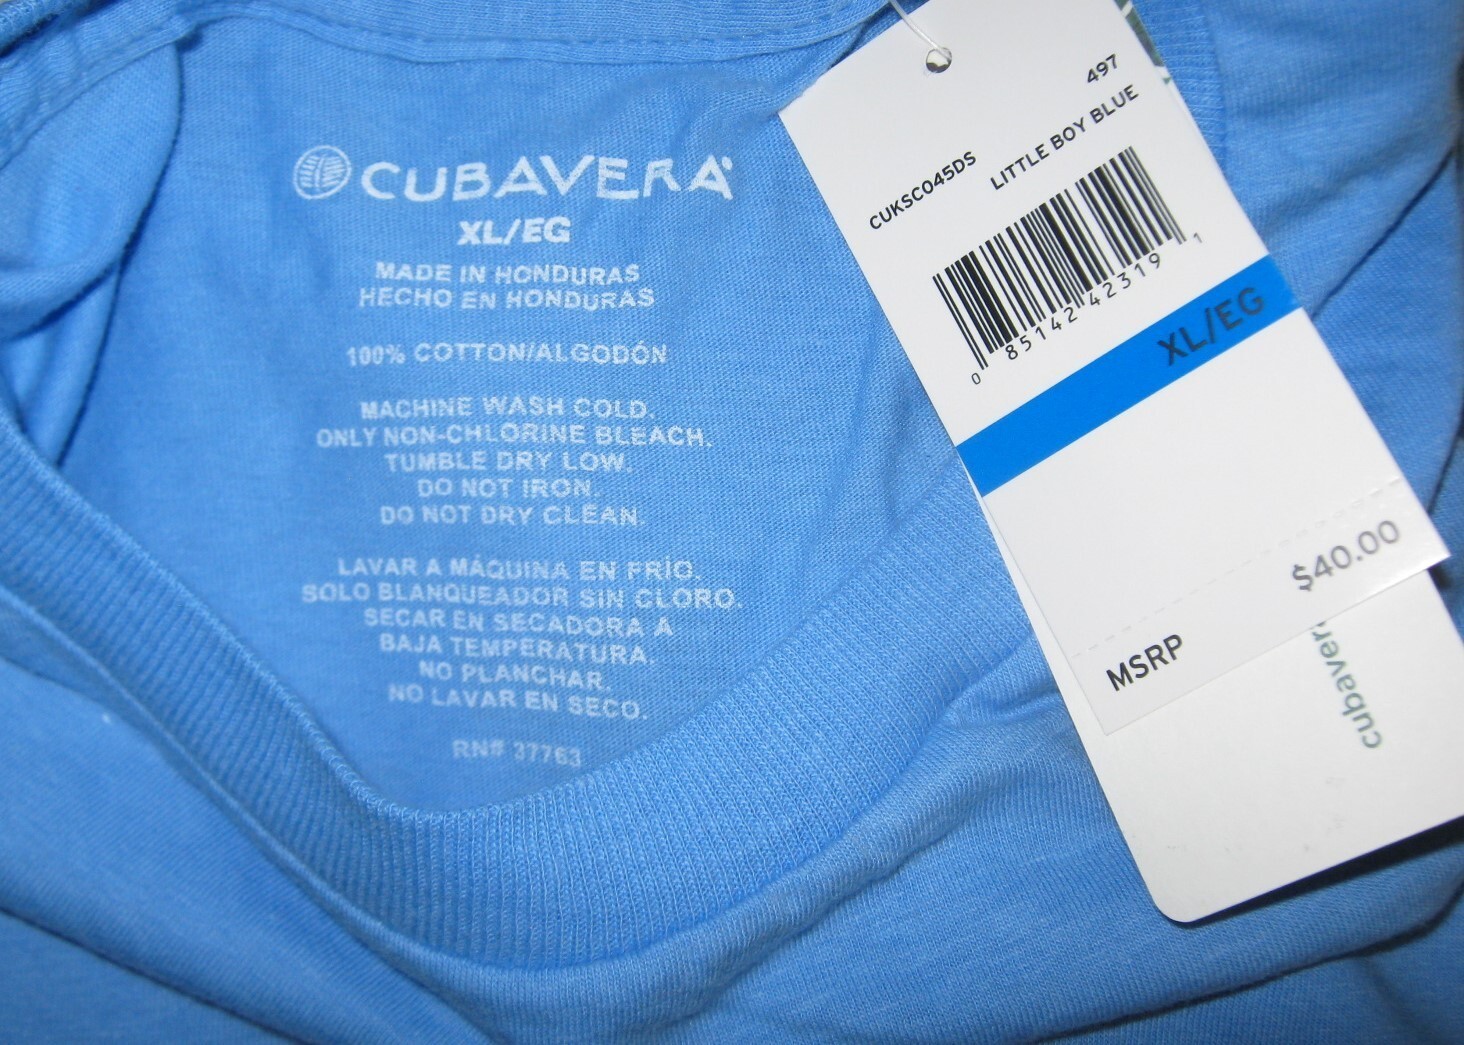 CUBAVERA
XL/EG
MADE IN HONDURAS
HECHO EN HONDURAS
100% COTTON/ALGODÓN
MACHINE WASH COLD.
ONLY NON-CHLORINE BLEACH.
TUMBLE DRY LOW.
DO NOT IRON.
DO NOT DRY CLEAN.
LAVAR A MÁQUINA EN FRÍO.
SOLO BLANQUEADOR SIN CLORO.
SECAR EN SECADORA A
BAJA TEMPERATURA.
NO PLANCHAR.
NO LAVAR EN SECO.
RN# 37763
497
CUKSC045DS LITTLE BOY BLUE
0 85142 42319 1
XL/EG
MSRP $40.00
cubaver